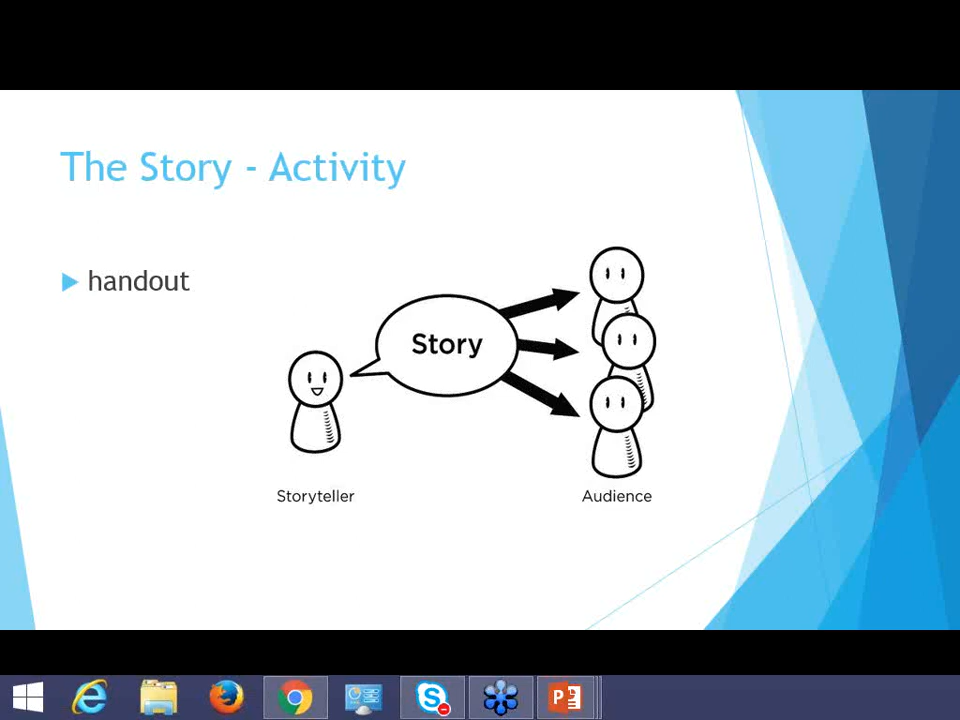 The Story - Activity
handout
Story
Storyteller
Audience